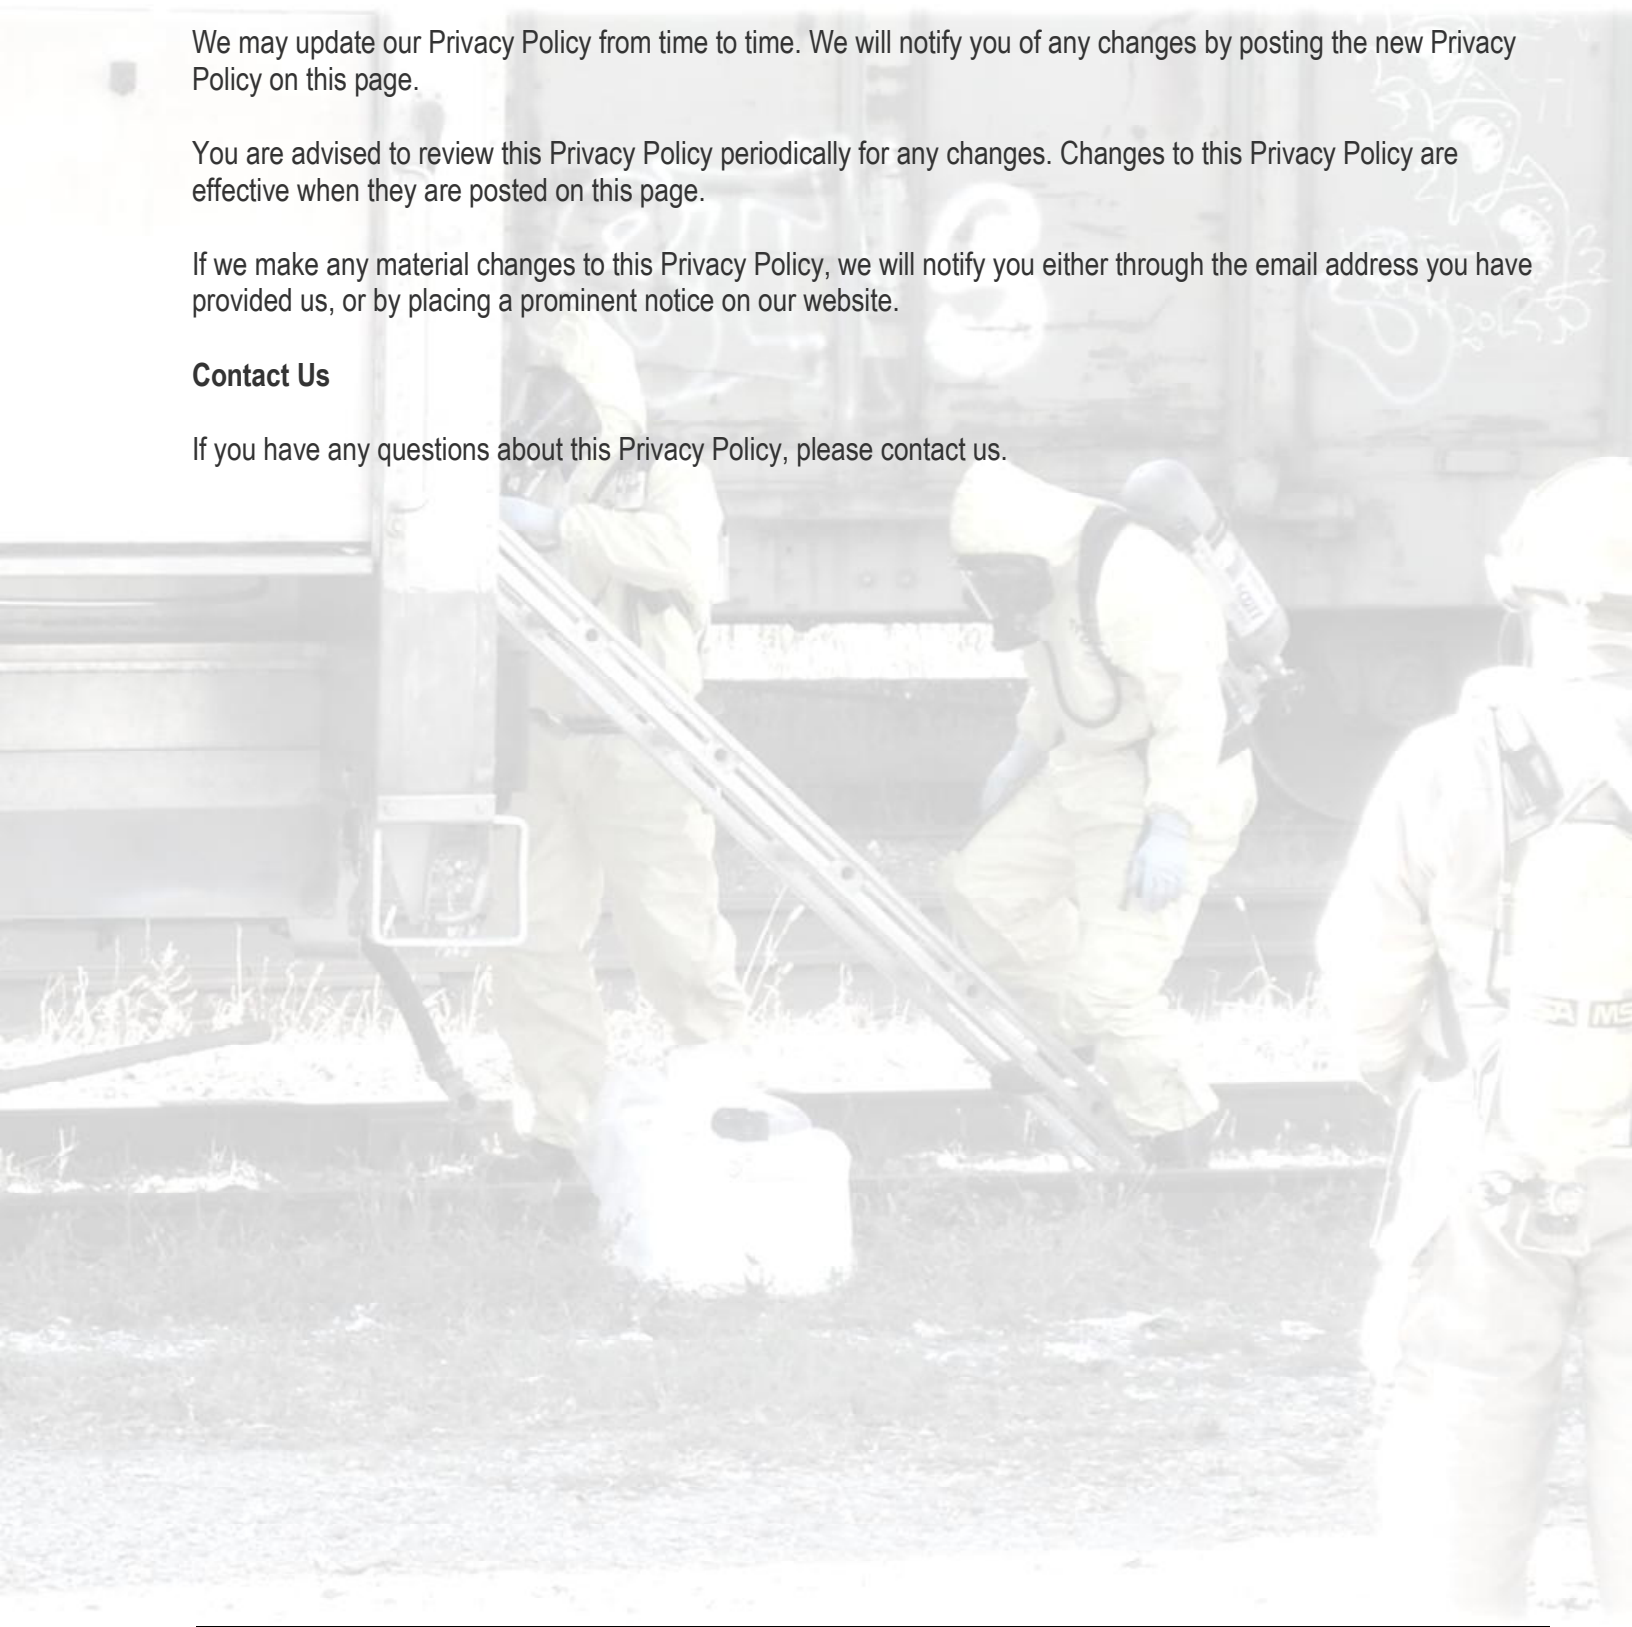 We may update our Privacy Policy from time to time. We will notify you of any changes by posting the new Privacy
Policy on this page.
You are advised to review this Privacy Policy periodically for any changes. Changes to this Privacy Policy are
effective when they are posted on this page.
If we make any material changes to this Privacy Policy, we will notify you either through the email address you have
provided us, or by placing a prominent notice on our website.
Contact Us
If you have any questions about this Privacy Policy, please contact us.